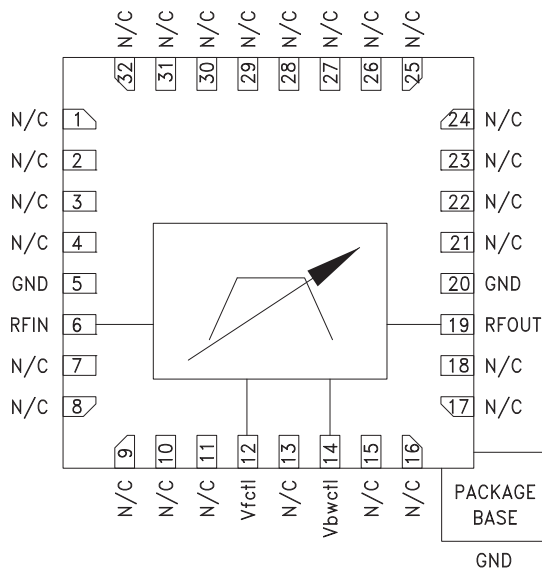 N/C N/C N/C N/C N/C N/C N/C N/C
32 31 30 29 28 27 26 25
N/C 1 24 N/C
N/C 2 23 N/C
N/C 3 22 N/C
N/C 4 21 N/C
GND 5 20 GND
RFIN 6 19 RFOUT
N/C 7 18 N/C
N/C 8 17 N/C
9 10 11 12 13 14 15 16
N/C N/C N/C Vfctl N/C Vbwctl N/C N/C
PACKAGE
BASE
GND